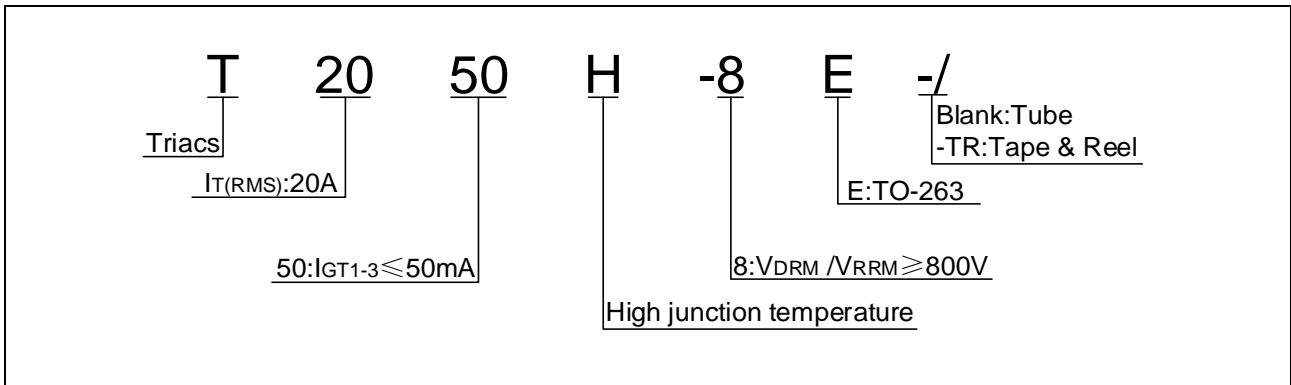 T 20 50 H -8 E -/
Blank:Tube
Triacs
-TR:Tape & Reel
IT(RMS):20A
E:TO-263
50:IGT1-3≤50mA
8:VDRM /VRRM≥800V
High junction temperature